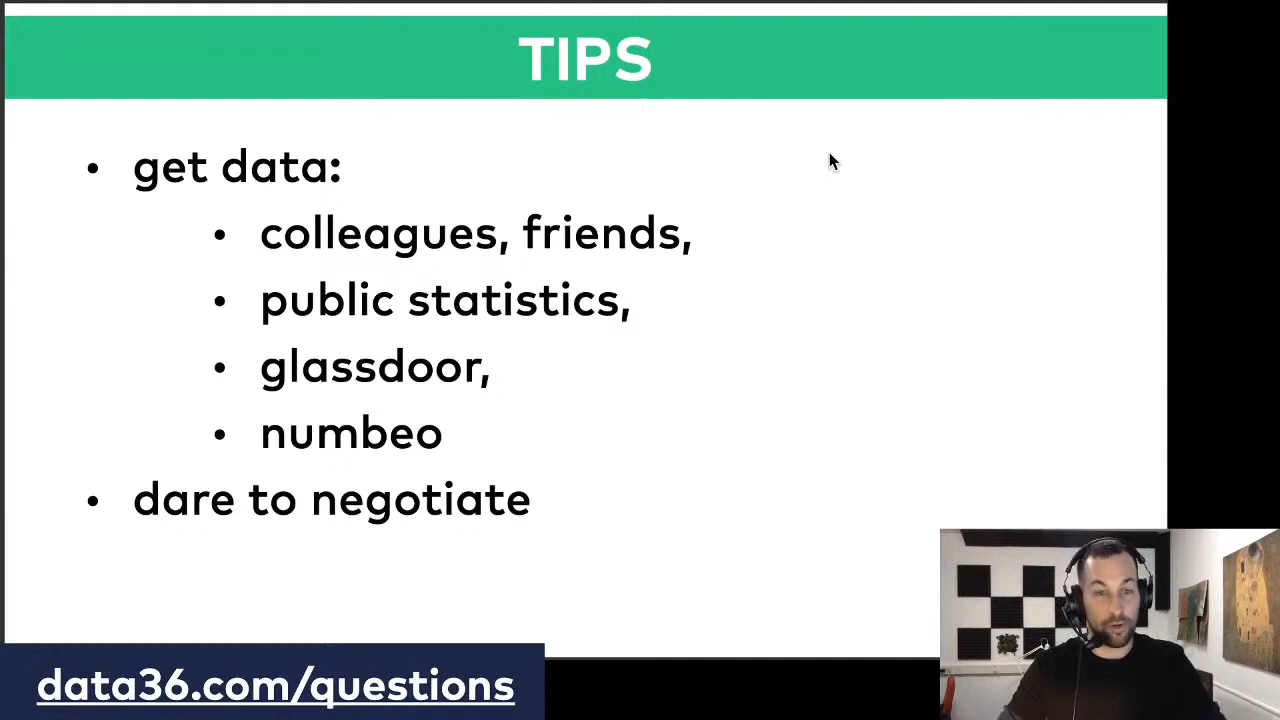 TIPS
• get data:
• colleagues, friends,
• public statistics,
• glassdoor,
• numbeo
• dare to negotiate
data36.com/questions